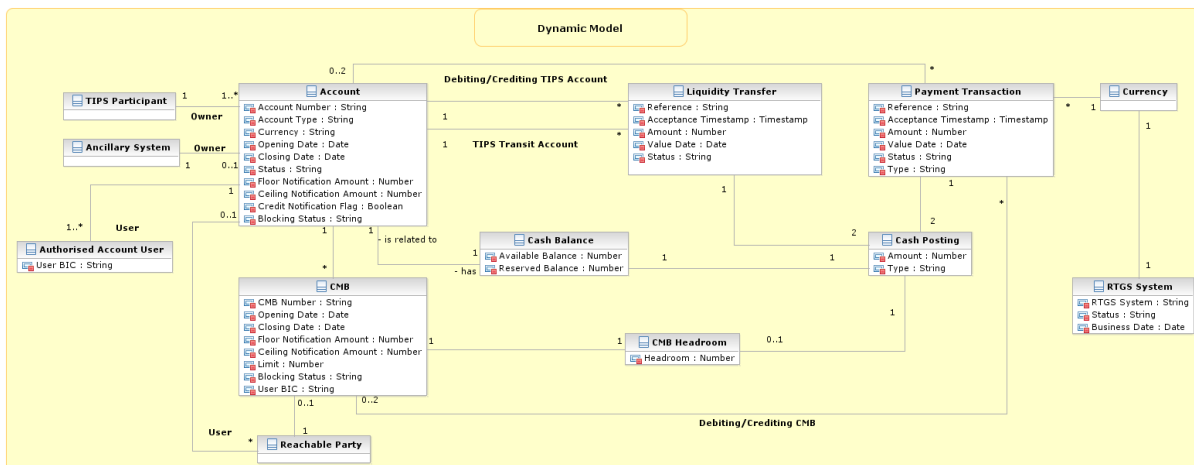 Dynamic Model
0..2
*
Debiting/Crediting TIPS Account
TIPS Participant
1
1..*
Owner
Account
Account Number : String
Account Type : String
Currency : String
Opening Date : Date
Closing Date : Date
Status : String
Floor Notification Amount : Number
Ceiling Notification Amount : Number
Credit Notification Flag : Boolean
Blocking Status : String
1
*
1
*
TIPS Transit Account
Liquidity Transfer
Reference : String
Acceptance Timestamp : Timestamp
Amount : Number
Value Date : Date
Status : String
Payment Transaction
Reference : String
Acceptance Timestamp : Timestamp
Amount : Number
Value Date : Date
Status : String
Type : String
*
1
Currency
Ancillary System
Owner
1
0..1
1
1
1..*
User
0..1
Authorised Account User
User BIC : String
1
*
1
- is related to
1
- has
Cash Balance
Available Balance : Number
Reserved Balance : Number
1
1
1
2
1
2
*
Cash Posting
Amount : Number
Type : String
1
RTGS System
RTGS System : String
Status : String
Business Date : Date
CMB
CMB Number : String
Opening Date : Date
Closing Date : Date
Floor Notification Amount : Number
Ceiling Notification Amount : Number
Limit : Number
Blocking Status : String
User BIC : String
1
1
CMB Headroom
Headroom : Number
0..1
1
0..1
1
0..2
Debiting/Crediting CMB
User
*
Reachable Party